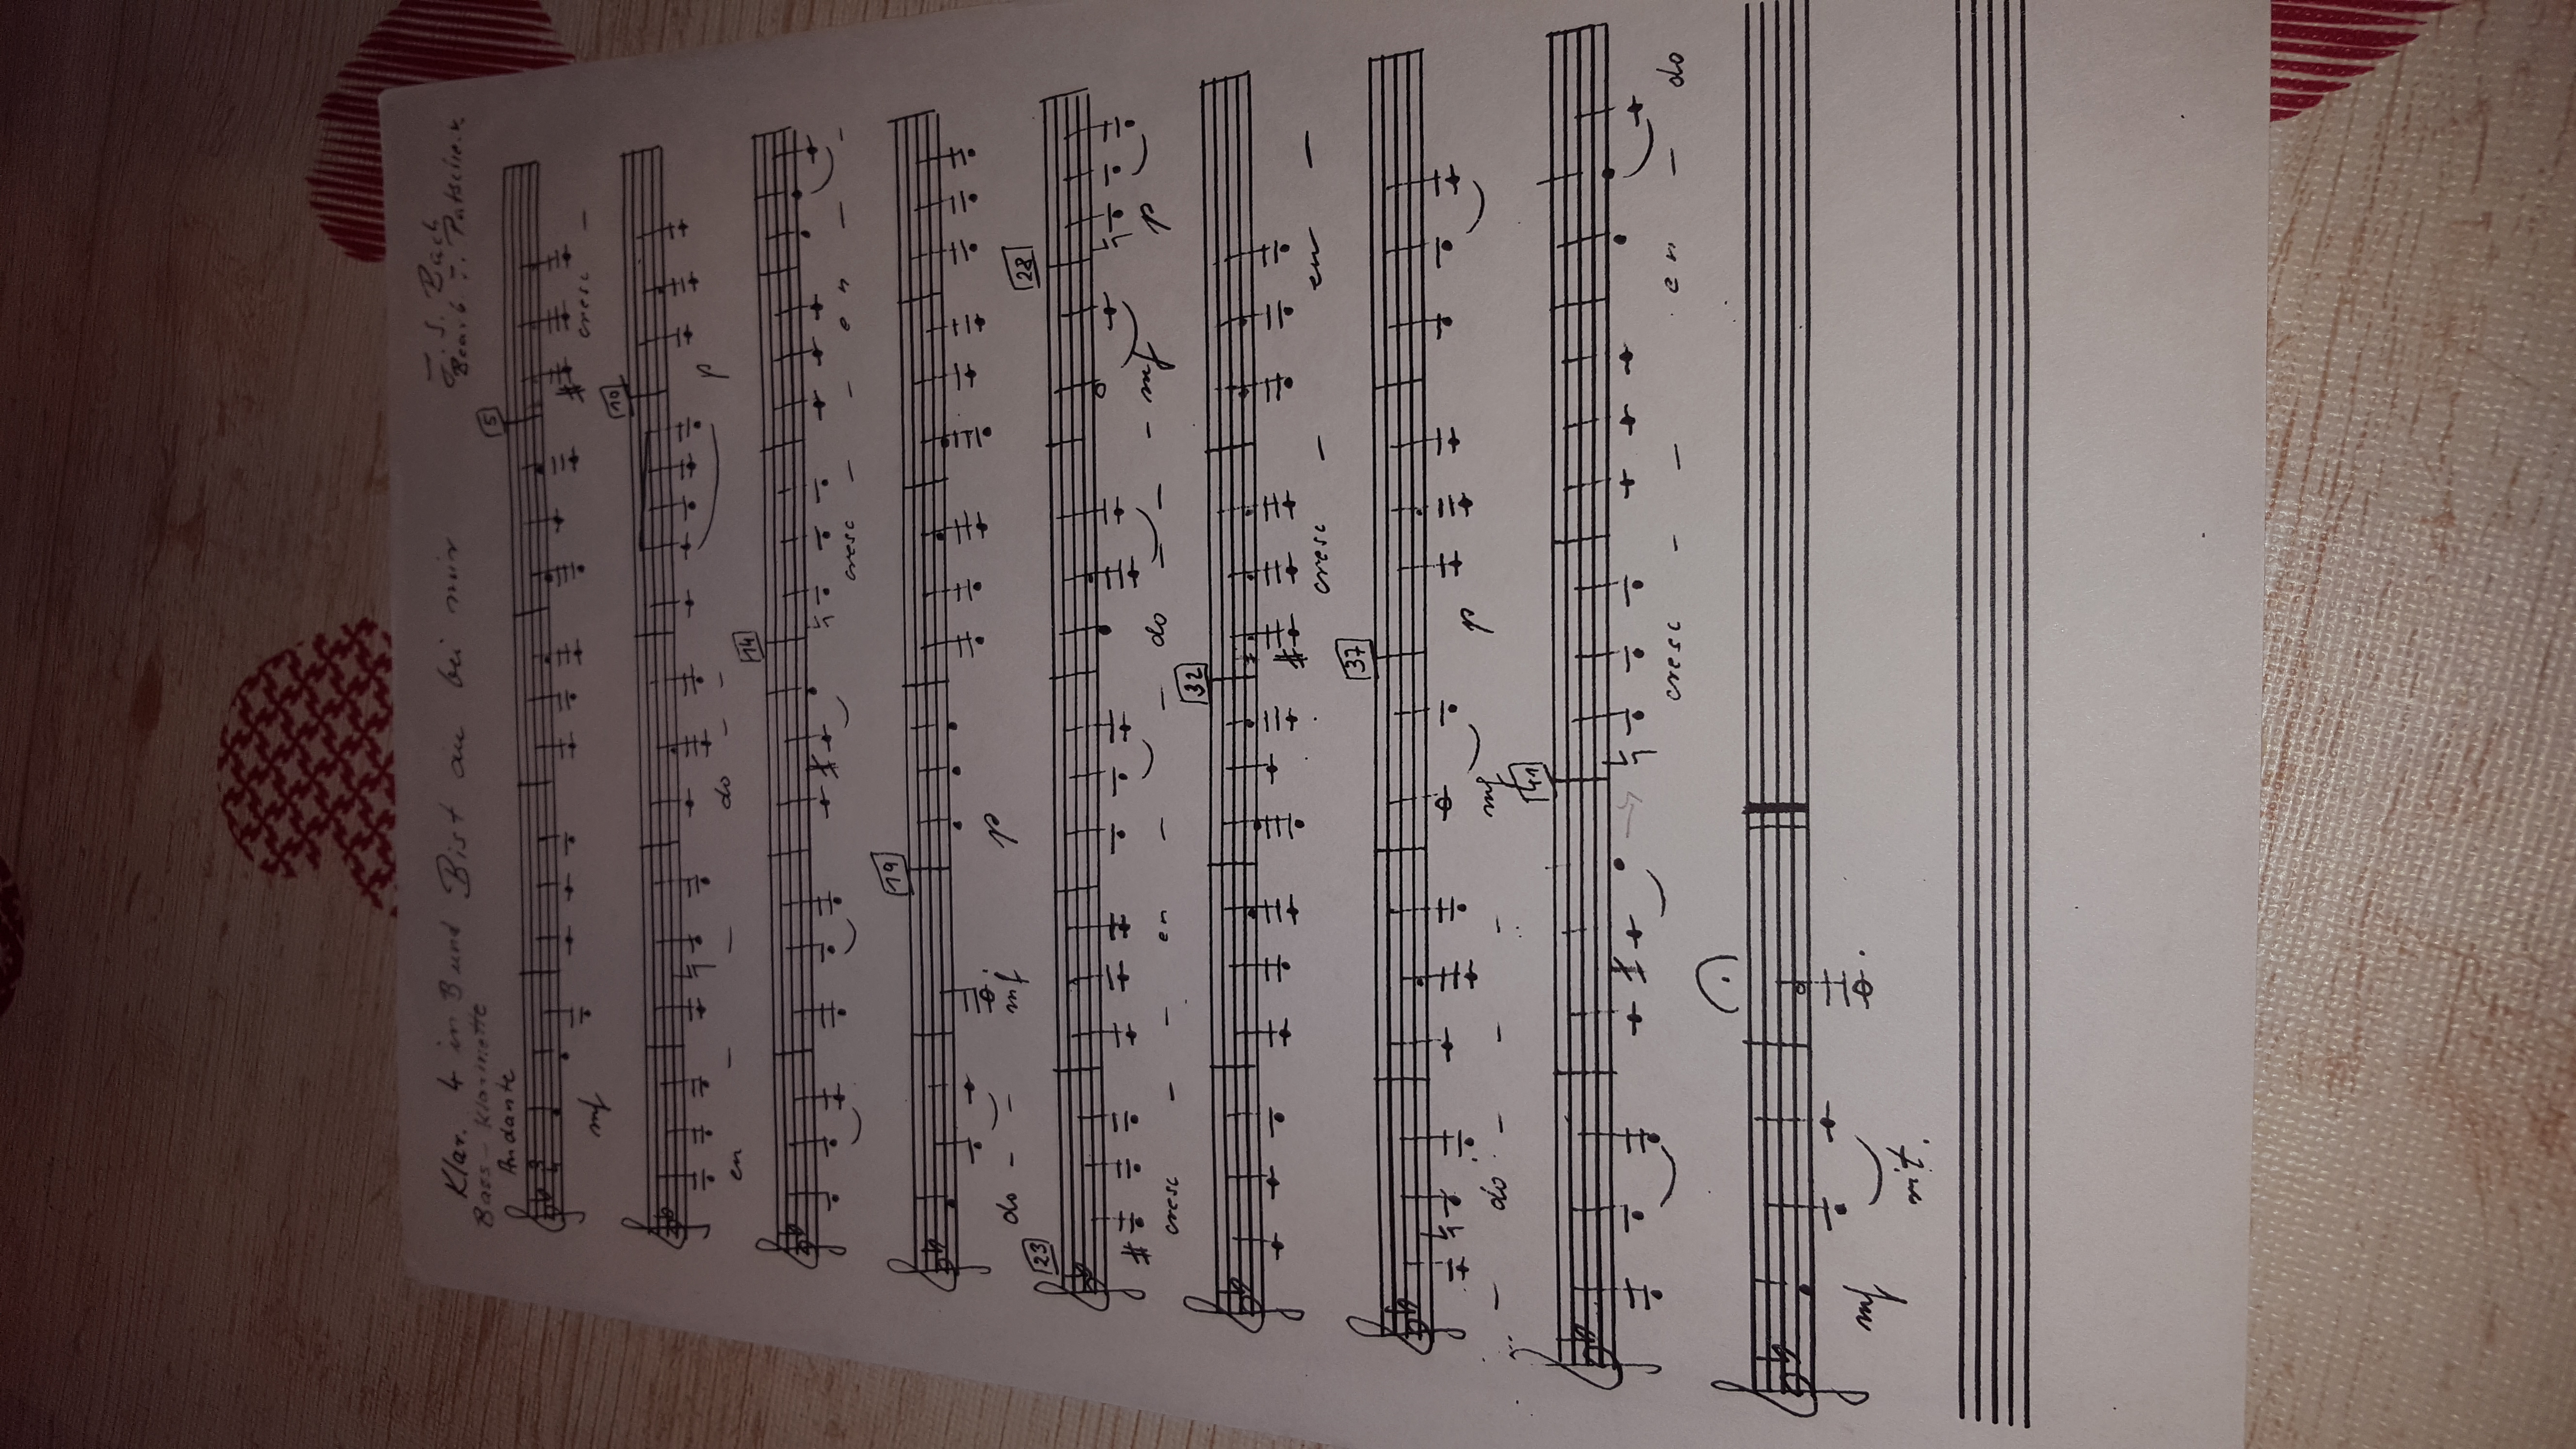 Klar. 4 in B und Bist du bei mir J. S. Bach
Bass-Klarinette Bearb.
Andante 5
3
4
mf cresc -
10
en - - do - - p
14
cresc - - en - -
19
do - - mf p
23 28
cresc - - en - - do - - - mf p
32
cresc - en -
37
- do - - - mf p
41
cresc - - en - do
mf
rit.